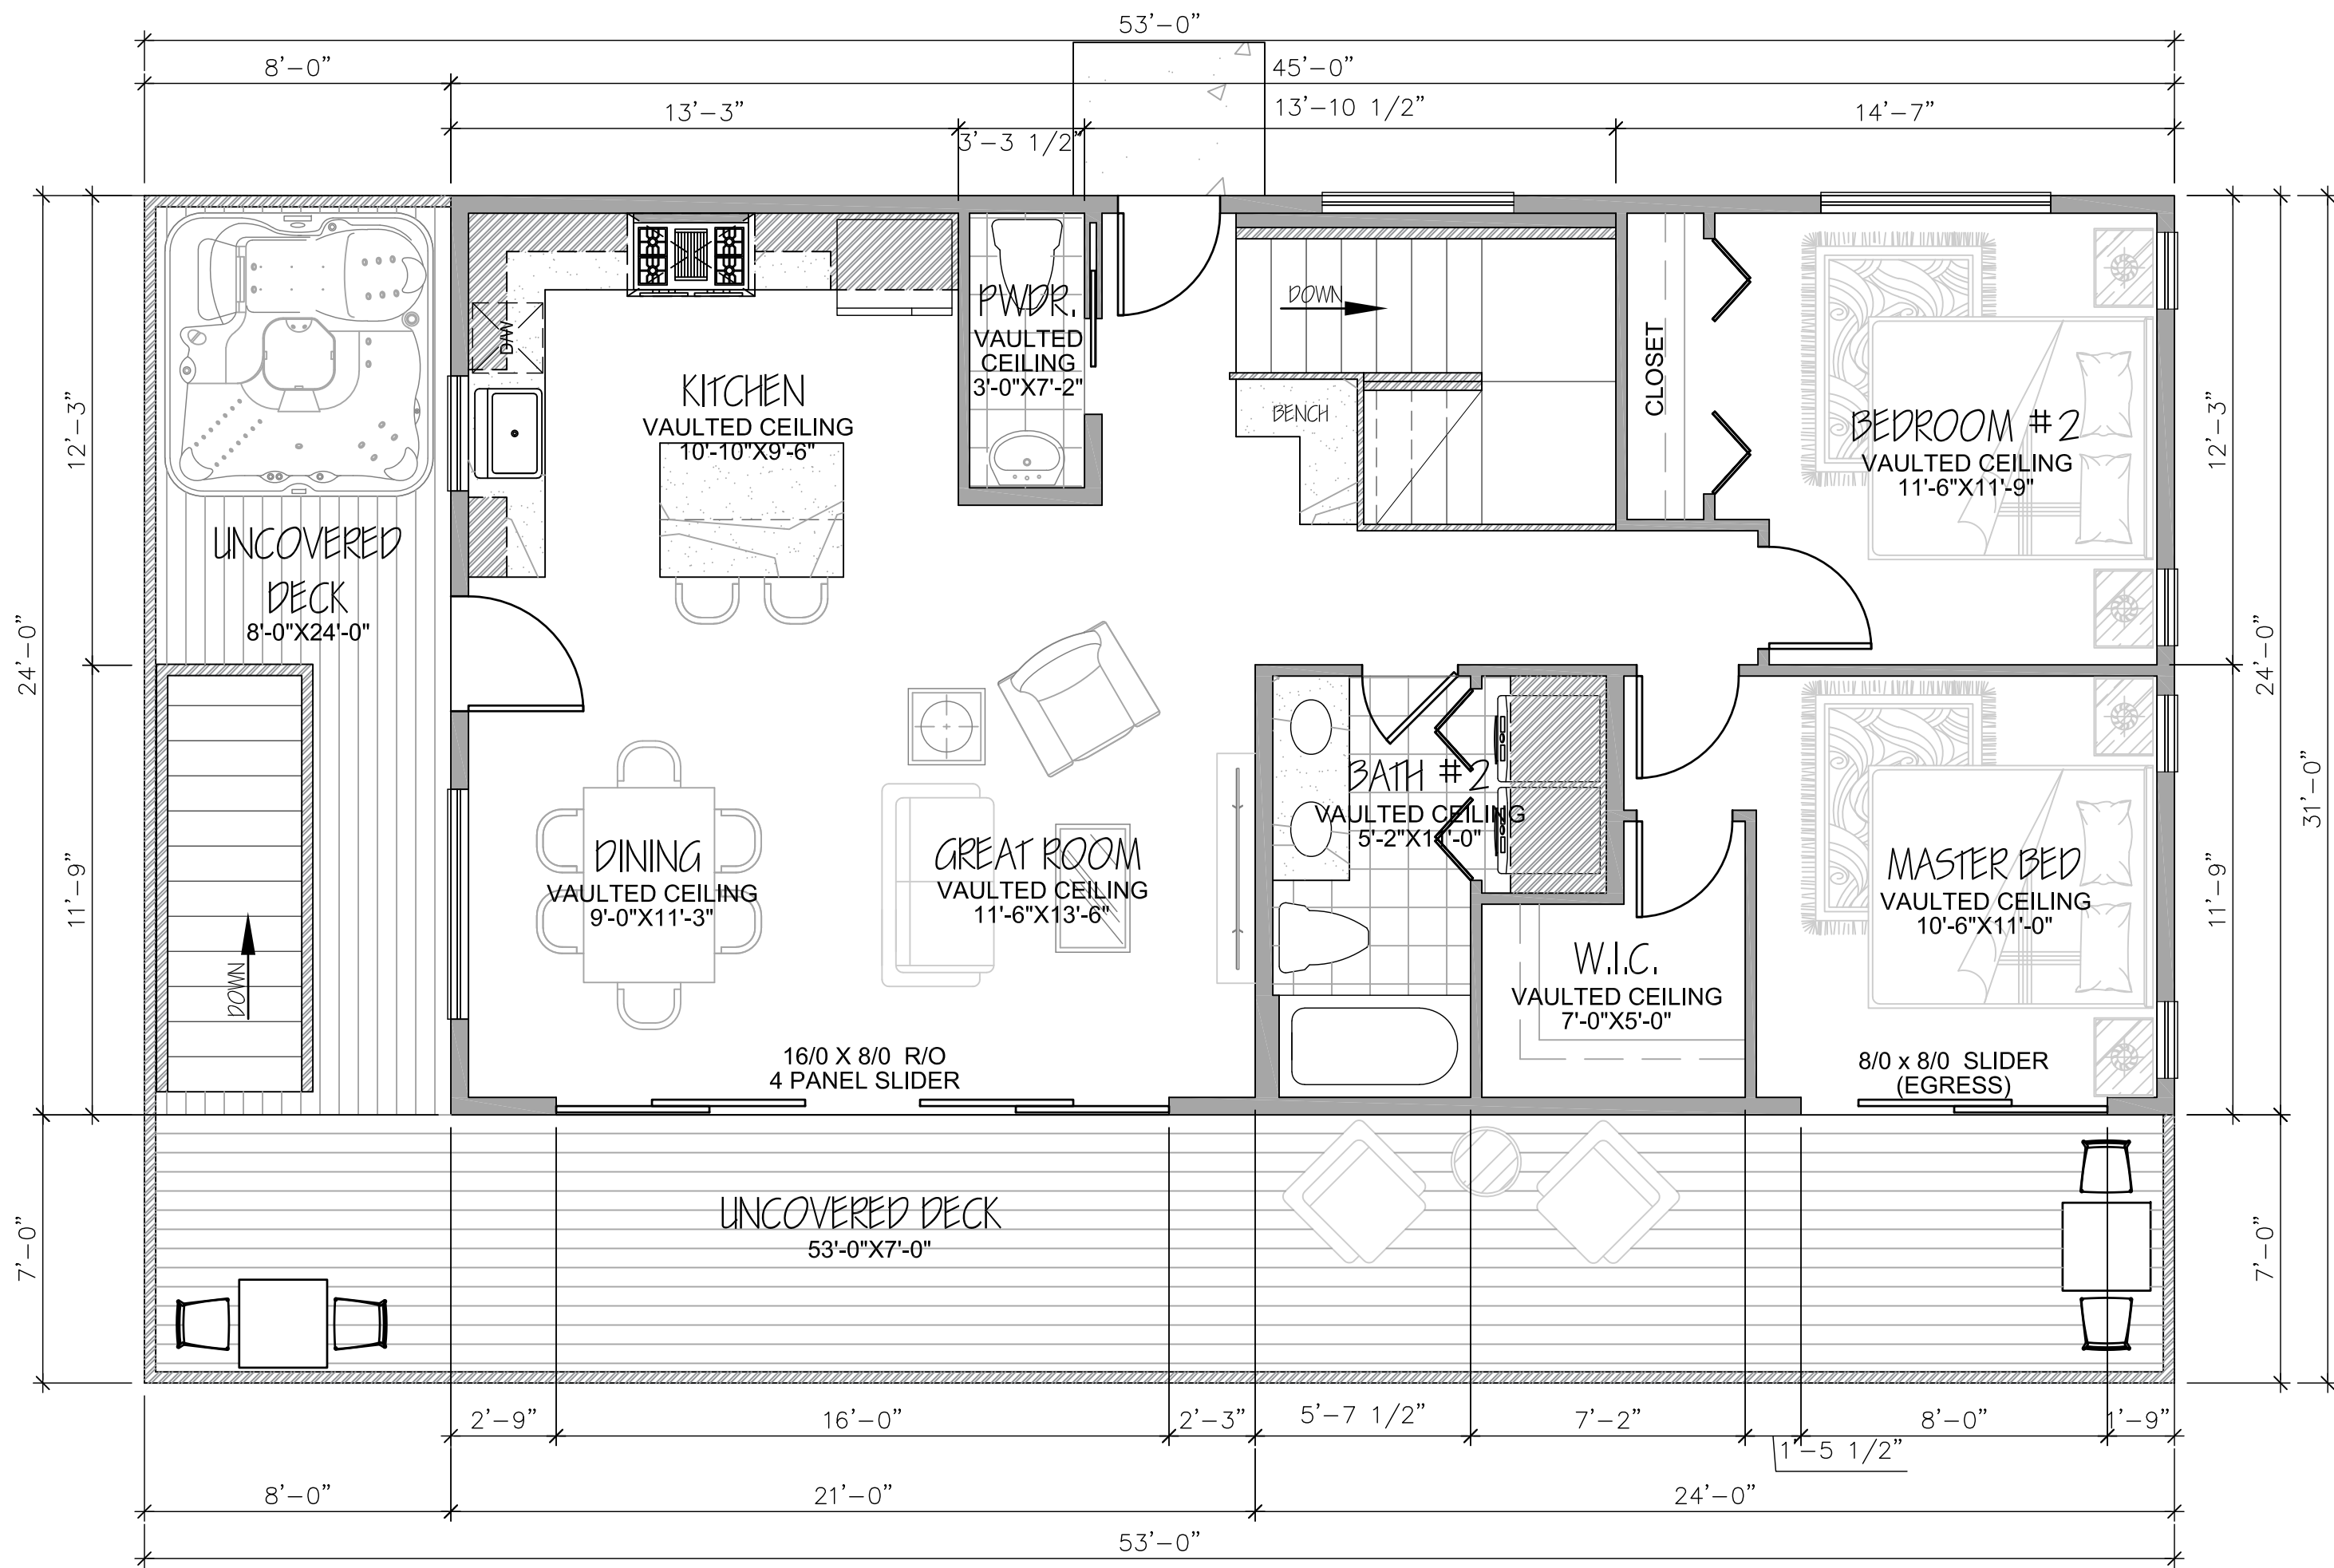 53'-0"
8'-0"
45'-0"
13'-3"
3'-3 1/2"
13'-10 1/2"
14'-7"
24'-0"
12'-3"
11'-9"
7'-0"
UNCOVERED
DECK
8'-0"X24'-0"
DOWN
D/W
KITCHEN
VAULTED CEILING
10'-10"X9'-6"
PWDR.
VAULTED
CEILING
3'-0"X7'-2"
DOWN
BENCH
CLOSET
BEDROOM #2
VAULTED CEILING
11'-6"X11'-9"
DINING
VAULTED CEILING
9'-0"X11'-3"
GREAT ROOM
VAULTED CEILING
11'-6"X13'-6"
BATH #2
VAULTED CEILING
5'-2"X11'-0"
W.I.C.
VAULTED CEILING
7'-0"X5'-0"
MASTER BED
VAULTED CEILING
10'-6"X11'-0"
16/0 X 8/0 R/O
4 PANEL SLIDER
8/0 x 8/0 SLIDER
(EGRESS)
UNCOVERED DECK
53'-0"X7'-0"
12'-3"
11'-9"
24'-0"
7'-0"
31'-0"
2'-9"
16'-0"
2'-3"
5'-7 1/2"
7'-2"
1'-5 1/2"
8'-0"
1'-9"
8'-0"
21'-0"
24'-0"
53'-0"